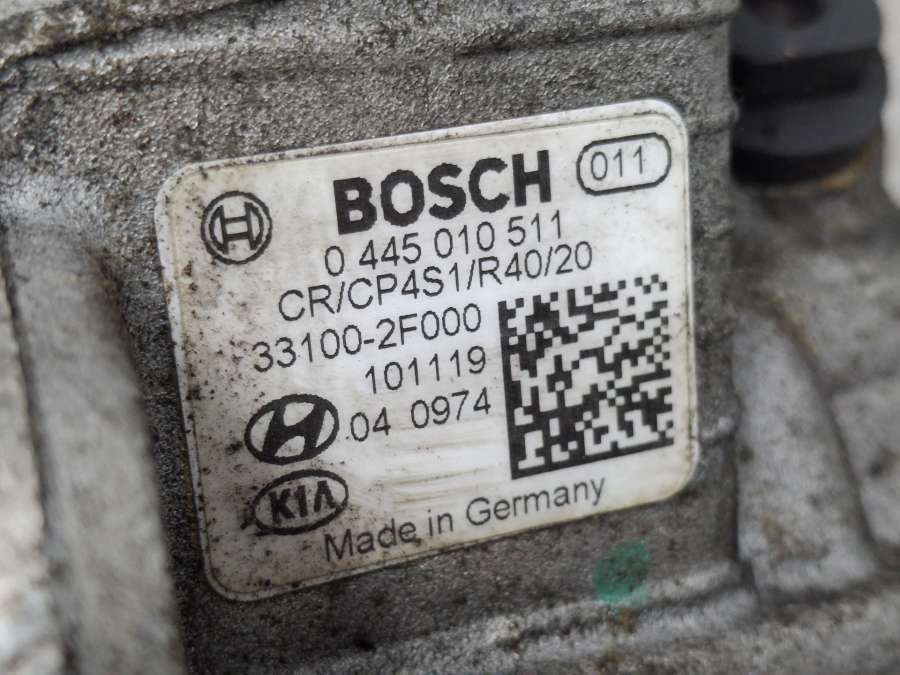 BOSCH 011
0 445 010 511
CR/CP4S1/R40/20
33100-2F000
101119
04 0974
KIA
Made in Germany